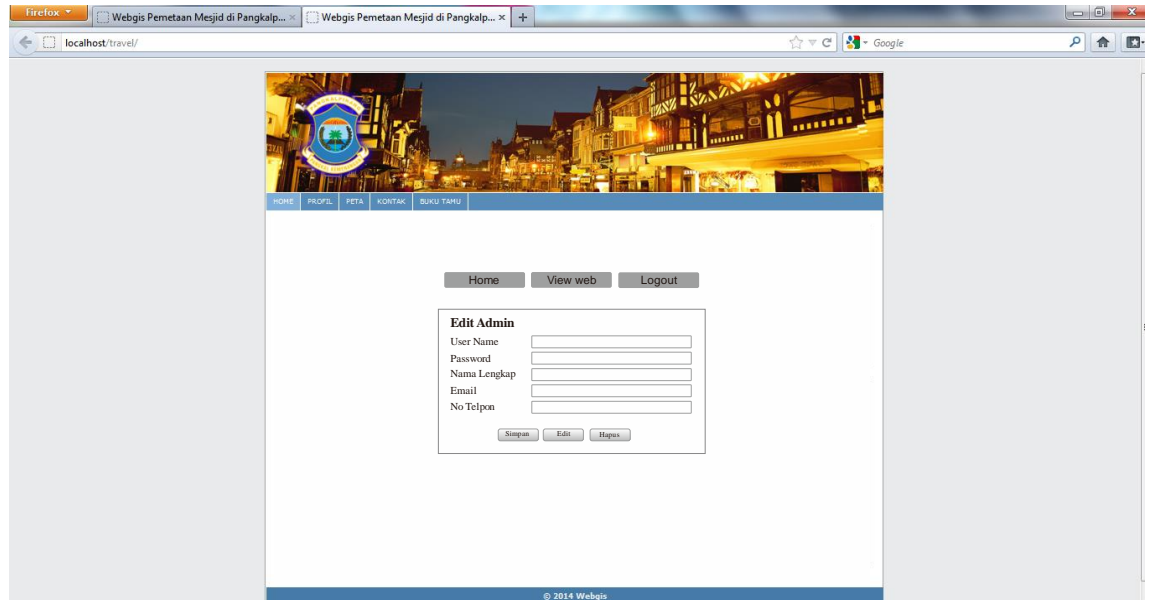 Firefox
Webgis Pemetaan Mesjid di Pangkalp...
Webgis Pemetaan Mesjid di Pangkalp...
localhost/travel/
Google
HOME PROFIL PETA KONTAK BUKU TAMU
Home View web Logout
Edit Admin
User Name
Password
Nama Lengkap
Email
No Telpon
Simpan Edit Hapus
© 2014 Webgis